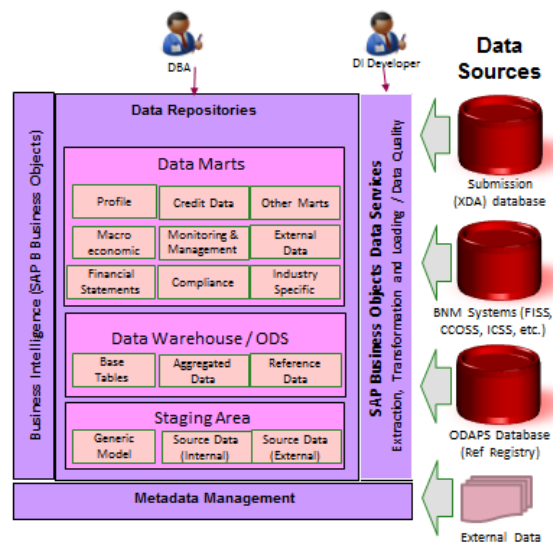 DBA
DI Developer
Data
Sources
Business Intelligence (SAP B Business Objects)
Data Repositories
Data Marts
Profile
Credit Data
Other Marts
Macro
economic
Monitoring &
Management
External
Data
Financial
Statements
Compliance
Industry
Specific
Data Warehouse / ODS
Base
Tables
Aggregated
Data
Reference
Data
Staging Area
Generic
Model
Source Data
(Internal)
Source Data
(External)
SAP Business Objects Data Services
Extraction, Transformation and Loading / Data Quality
Metadata Management
Submission
(XDA) database
BNM Systems (FISS,
CCOSS, ICSS, etc.)
ODAPS Database
(Ref Registry)
External Data